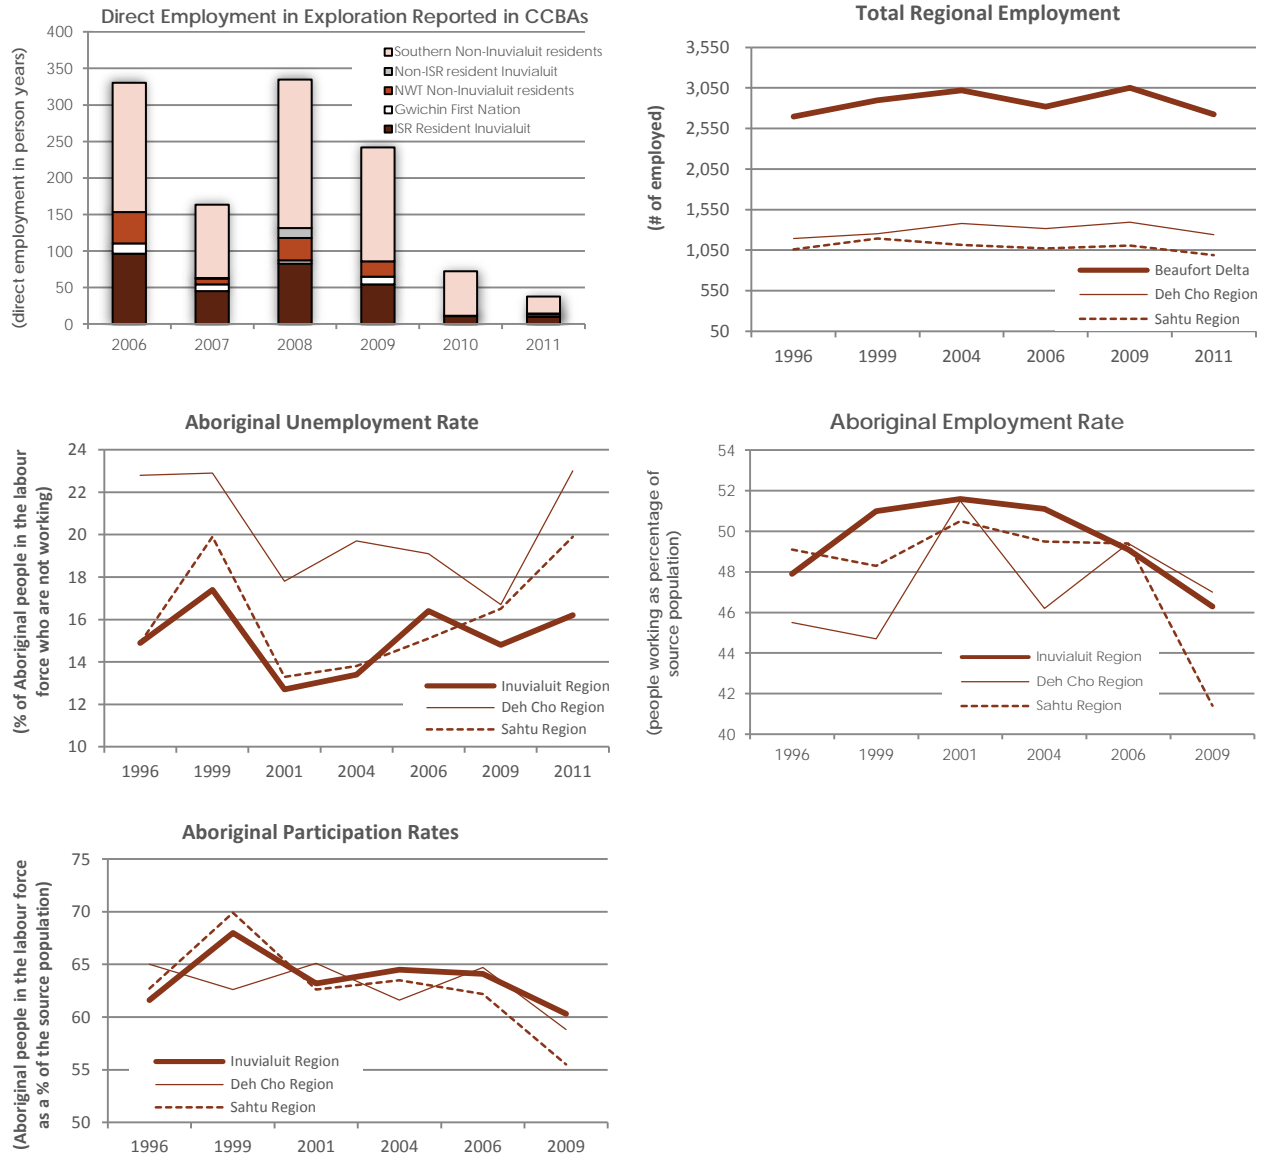 Direct Employment in Exploration Reported in CCBAs
(direct employment in person years)
400
350
300
250
200
150
100
50
0
Southern Non-Inuvialuit residents
Non-ISR resident Inuvialuit
NWT Non-Inuvialuit residents
Gwichin First Nation
ISR Resident Inuvialuit
2006 2007 2008 2009 2010 2011
Total Regional Employment
(# of employed)
3,550
3,050
2,550
2,050
1,550
1,050
550
50
Beaufort Delta
Deh Cho Region
Sahtu Region
1996 1999 2004 2006 2009 2011
Aboriginal Unemployment Rate
(% of Aboriginal people in the labour
force who are not working)
24
22
20
18
16
14
12
10
Inuvialuit Region
Deh Cho Region
Sahtu Region
1996 1999 2001 2004 2006 2009 2011
Aboriginal Employment Rate
(people working as percentage of
source population)
54
52
50
48
46
44
42
40
Inuvialuit Region
Deh Cho Region
Sahtu Region
1996 1999 2001 2004 2006 2009
Aboriginal Participation Rates
(Aboriginal people in the labour force
as a % of the source population)
75
70
65
60
55
50
Inuvialuit Region
Deh Cho Region
Sahtu Region
1996 1999 2001 2004 2006 2009